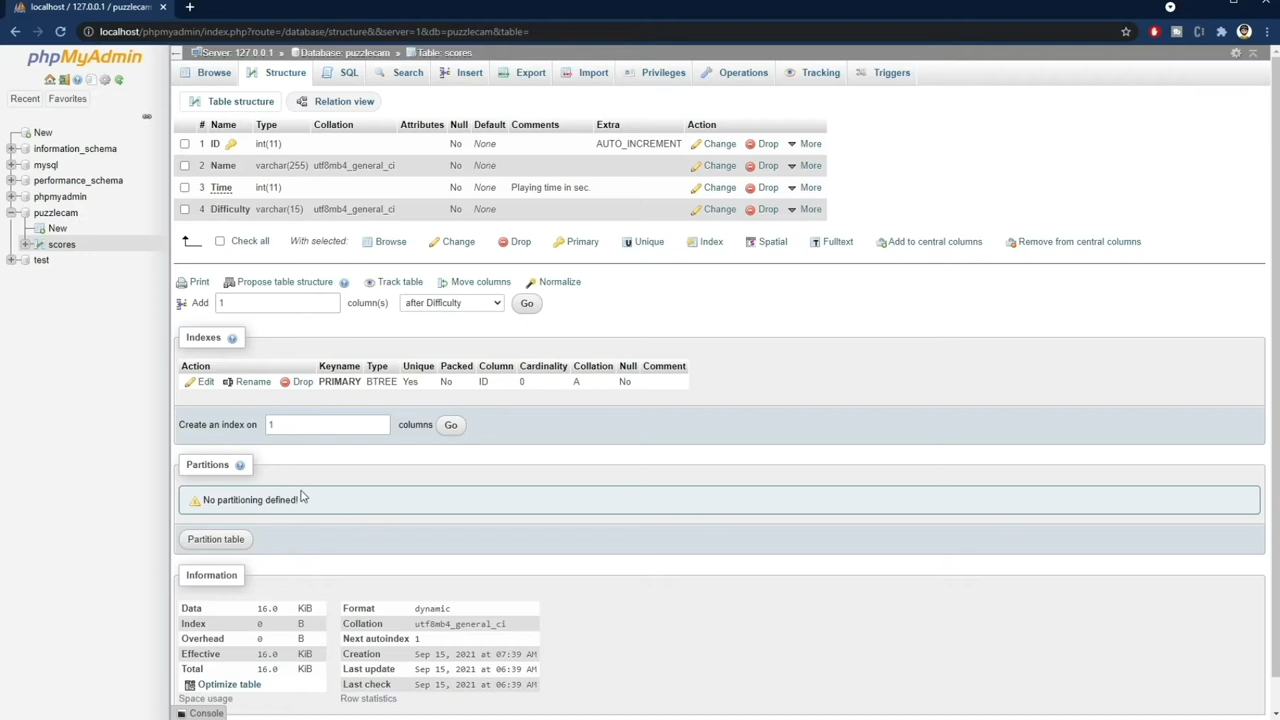 localhost / 127.0.0.1 / puzzlecam
localhost/phpmyadmin/index.php?route=/database/structure&&server=1&db=puzzlecam&table=
phpMyAdmin
Recent Favorites
New
information_schema
mysql
performance_schema
phpmyadmin
puzzlecam
New
scores
test
Server: 127.0.0.1 » Database: puzzlecam » Table: scores
Browse Structure SQL Search Insert Export Import Privileges Operations Tracking Triggers
Table structure Relation view
# Name Type Collation Attributes Null Default Comments Extra Action
1 ID int(11) No None AUTO_INCREMENT Change Drop More
2 Name varchar(255) utf8mb4_general_ci No None Change Drop More
3 Time int(11) No None Playing time in sec. Change Drop More
4 Difficulty varchar(15) utf8mb4_general_ci No None Change Drop More
Check all With selected: Browse Change Drop Primary Unique Index Spatial Fulltext Add to central columns Remove from central columns
Print Propose table structure Track table Move columns Normalize
Add 1 column(s) after Difficulty Go
Indexes
Action Keyname Type Unique Packed Column Cardinality Collation Null Comment
Edit Rename Drop PRIMARY BTREE Yes No ID 0 A No
Create an index on 1 columns Go
Partitions
No partitioning defined!
Partition table
Information
Data 16.0 KiB Format dynamic
Index 0 B Collation utf8mb4_general_ci
Overhead 0 B Next autoindex 1
Effective 16.0 KiB Creation Sep 15, 2021 at 07:39 AM
Total 16.0 KiB Last update Sep 15, 2021 at 06:39 AM
Optimize table Last check Sep 15, 2021 at 06:39 AM
Space usage Row statistics
Console